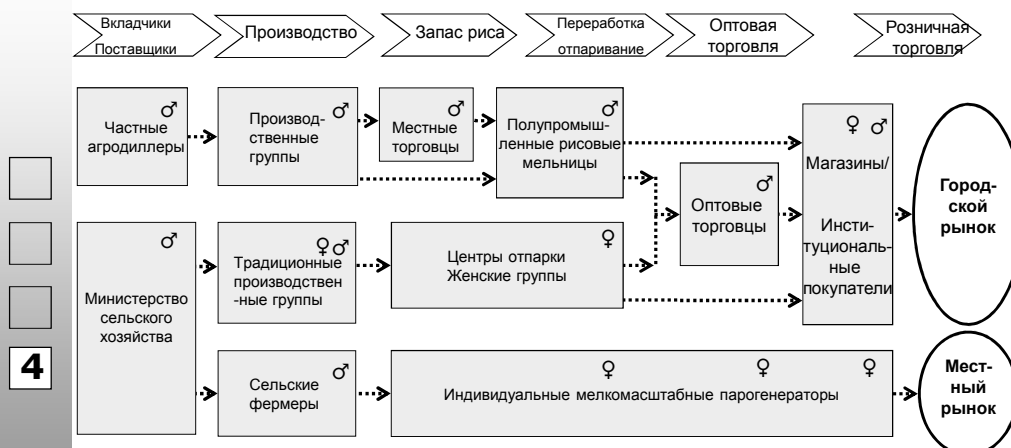 Вкладчики
Поставщики
Производство
Запас риса
Переработка
отпаривание
Оптовая
торговля
Розничная
торговля
♂
Частные
агродиллеры
♂
Производ-
ственные
группы
♂
Местные
торговцы
♂
Полупромыш-
ленные рисовые
мельницы
♀ ♂
Магазины/
Инсти-
туциональ-
ные
покупатели
♂
Оптовые
торговцы
Город-
ской
рынок
♂
Министерство
сельского
хозяйства
♀♂
Традиционные
производствен
-ные группы
♀
Центры отпарки
Женские группы
4
♂
Сельские
фермеры
♀ ♀ ♀
Индивидуальные мелкомасштабные парогенераторы
Мест-
ный
рынок